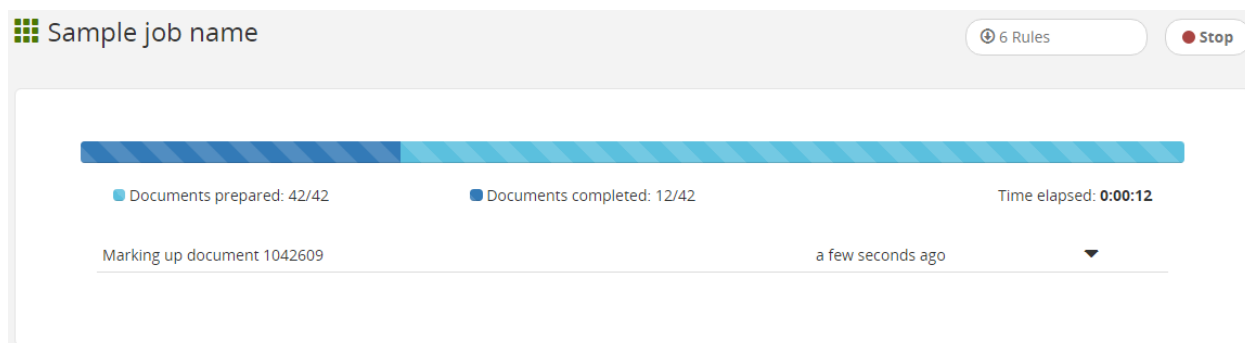 Sample job name
6 Rules
Stop
Documents prepared: 42/42
Documents completed: 12/42
Time elapsed: 0:00:12
Marking up document 1042609
a few seconds ago